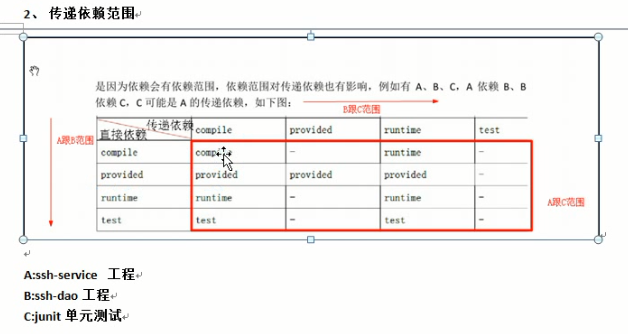 2、 传递依赖范围
是因为依赖会有依赖范围，依赖范围对传递依赖也有影响，例如有 A、B、C，A 依赖 B、B
依赖 C，C 可能是 A 的传递依赖，如下图：
B跟C范围
传递依赖
直接依赖 compile provided runtime test
A跟B范围
compile compile - runtime -
provided provided provided provided -
runtime runtime - runtime -
A跟C范围
test test - test -
A:ssh-service 工程
B:ssh-dao 工程
C:junit 单元测试